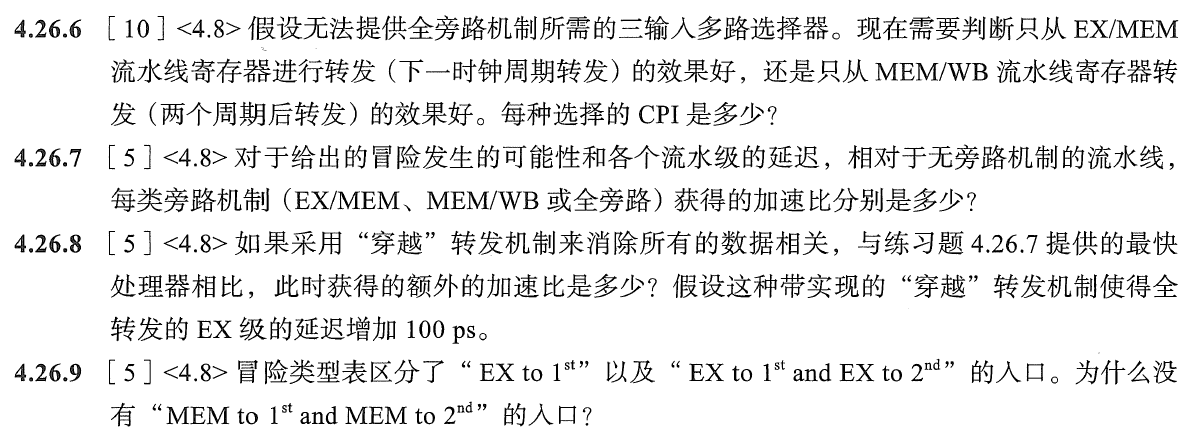 4.26.6 [10] <4.8> 假设无法提供全旁路机制所需的三输入多路选择器。现在需要判断只从 EX/MEM
流水线寄存器进行转发（下一时钟周期转发）的效果好，还是只从 MEM/WB 流水线寄存器转
发（两个周期后转发）的效果好。每种选择的 CPI 是多少？
4.26.7 [5] <4.8> 对于给出的冒险发生的可能性和各个流水级的延迟，相对于无旁路机制的流水线，
每类旁路机制（EX/MEM、MEM/WB 或全旁路）获得的加速比分别是多少？
4.26.8 [5] <4.8> 如果采用“穿越”转发机制来消除所有的数据相关，与练习题 4.26.7 提供的最快
处理器相比，此时获得的额外的加速比是多少？假设这种带实现的“穿越”转发机制使得全
转发的 EX 级的延迟增加 100 ps。
4.26.9 [5] <4.8> 冒险类型表区分了“ EX to 1st”以及“ EX to 1st and EX to 2nd”的入口。为什么没
有“MEM to 1st and MEM to 2nd”的入口？